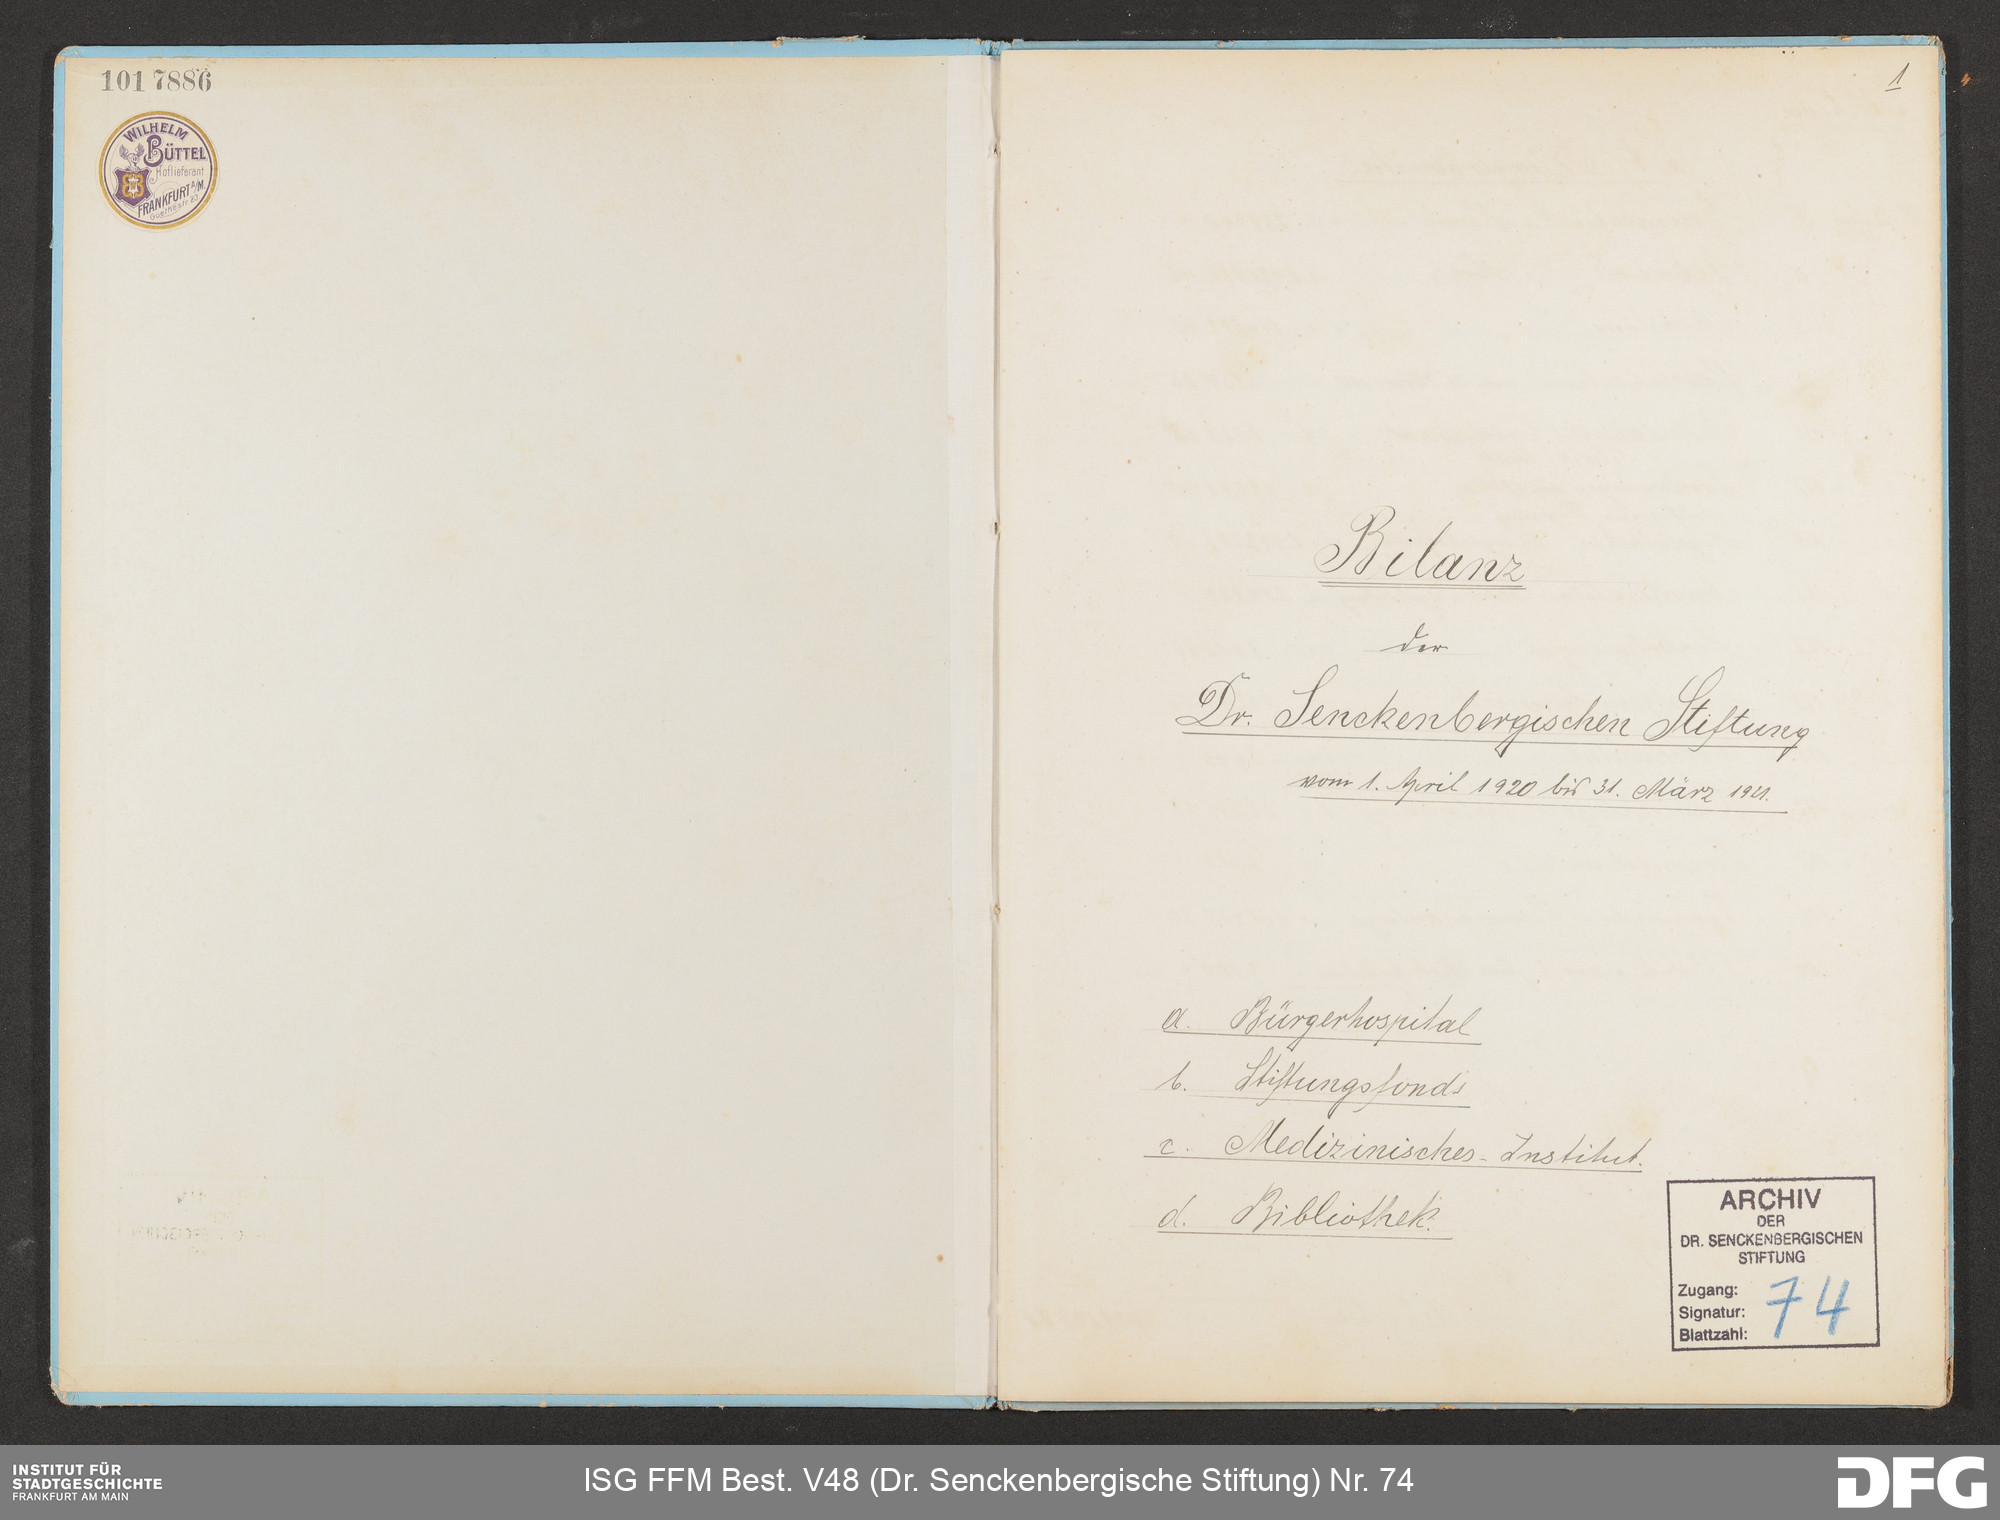 101 7886
WILHELM
BÜTTEL
Hoflieferant
FRANKFURT A/M.
Goethestr.
1
Bilanz
der
Dr. Senckenbergischen Stiftung
vom 1. April 1920 bis 31. März 1921.
a. Bürgerhospital
b. Stiftungsfonds
c. Medizinisches-Institut.
d. Bibliothek.
ARCHIV
DER
DR. SENCKENBERGISCHEN
STIFTUNG
Zugang:
Signatur: 74
Blattzahl:
INSTITUT FÜR
STADTGESCHICHTE
FRANKFURT AM MAIN
ISG FFM Best. V48 (Dr. Senckenbergische Stiftung) Nr. 74
DFG